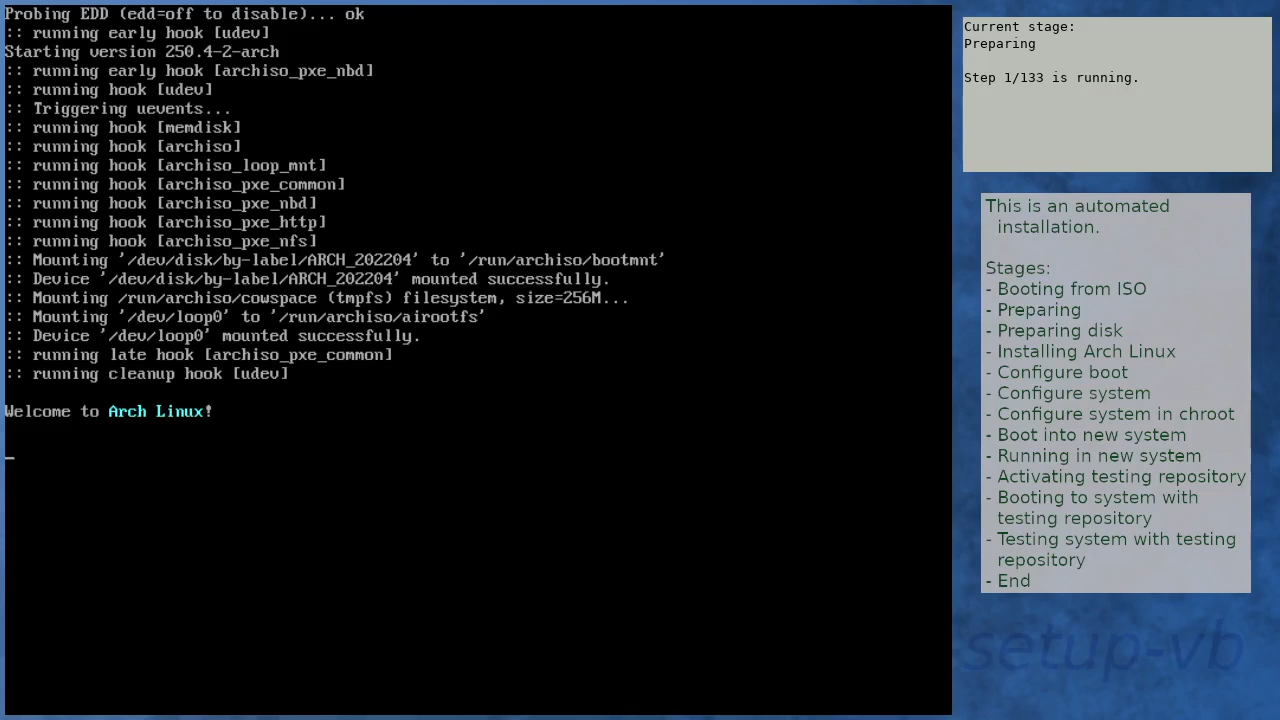 Probing EDD (edd=off to disable)... ok
:: running early hook [udev]
Starting version 250.4-2-arch
:: running early hook [archiso_pxe_nbd]
:: running hook [udev]
:: Triggering uevents...
:: running hook [memdisk]
:: running hook [archiso]
:: running hook [archiso_loop_mnt]
:: running hook [archiso_pxe_common]
:: running hook [archiso_pxe_nbd]
:: running hook [archiso_pxe_http]
:: running hook [archiso_pxe_nfs]
:: Mounting '/dev/disk/by-label/ARCH_202204' to '/run/archiso/bootmnt'
:: Device '/dev/disk/by-label/ARCH_202204' mounted successfully.
:: Mounting /run/archiso/cowspace (tmpfs) filesystem, size=256M...
:: Mounting '/dev/loop0' to '/run/archiso/airootfs'
:: Device '/dev/loop0' mounted successfully.
:: running late hook [archiso_pxe_common]
:: running cleanup hook [udev]
Welcome to Arch Linux!
Current stage:
Preparing
Step 1/133 is running.
This is an automated
installation.
Stages:
- Booting from ISO
- Preparing
- Preparing disk
- Installing Arch Linux
- Configure boot
- Configure system
- Configure system in chroot
- Boot into new system
- Running in new system
- Activating testing repository
- Booting to system with
testing repository
- Testing system with testing
repository
- End
setup-vb